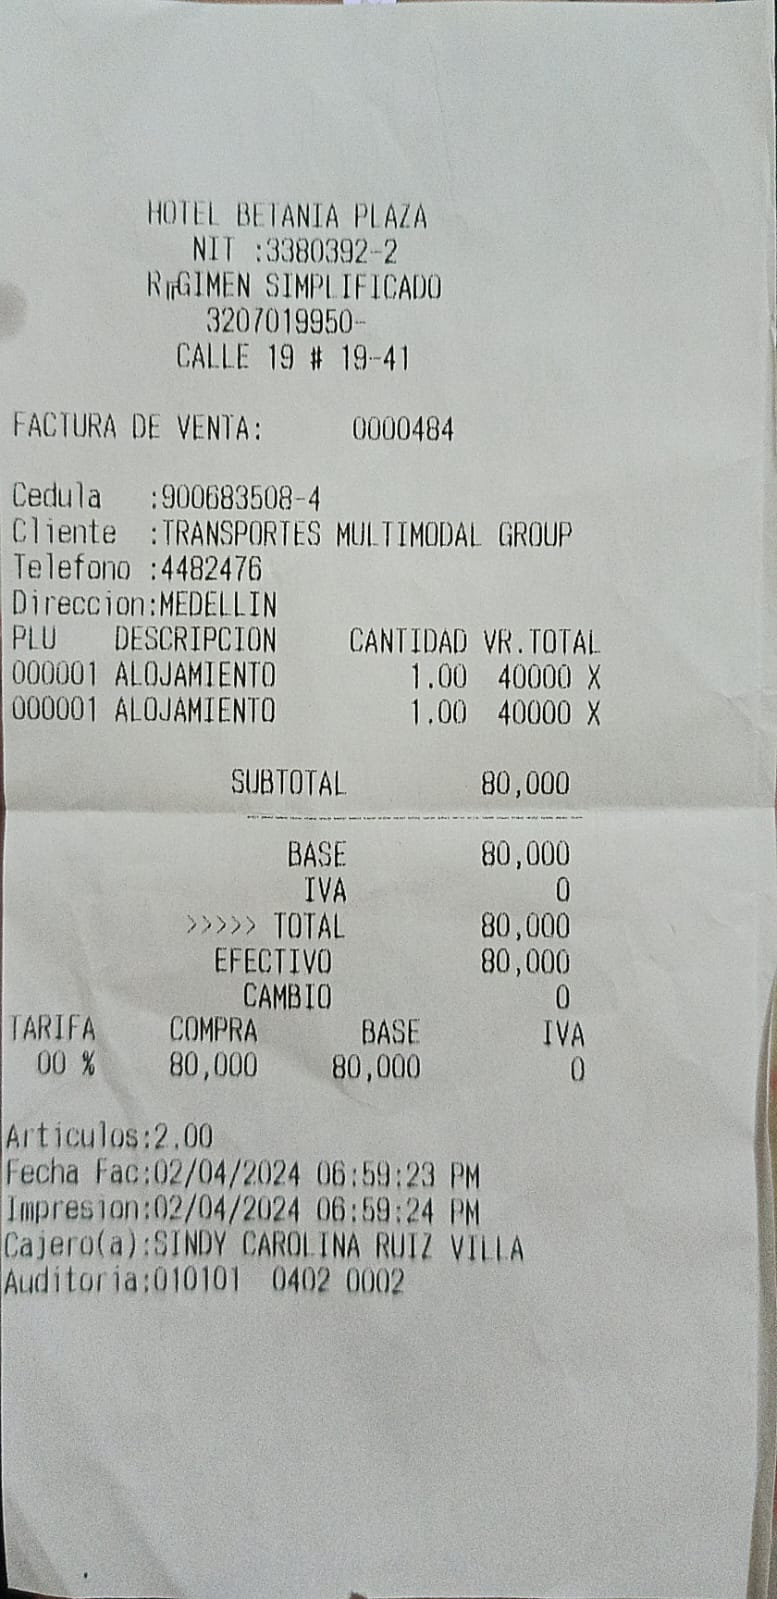 HOTEL BETANIA PLAZA
NIT :3380392-2
R╥GIMEN SIMPLIFICADO
3207019950-
CALLE 19 # 19-41
FACTURA DE VENTA: 0000484
Cedula :900683508-4
Cliente :TRANSPORTES MULTIMODAL GROUP
Telefono :4482476
Direccion:MEDELLIN
PLU DESCRIPCION CANTIDAD VR.TOTAL
000001 ALOJAMIENTO 1.00 40000 X
000001 ALOJAMIENTO 1.00 40000 X
SUBTOTAL 80,000
BASE 80,000
IVA 0
>>>>> TOTAL 80,000
EFECTIVO 80,000
CAMBIO 0
TARIFA COMPRA BASE IVA
00 % 80,000 80,000 0
Articulos:2.00
Fecha Fac:02/04/2024 06:59:23 PM
Impresion:02/04/2024 06:59:24 PM
Cajero(a):SINDY CAROLINA RUIZ VILLA
Auditoria:010101 0402 0002